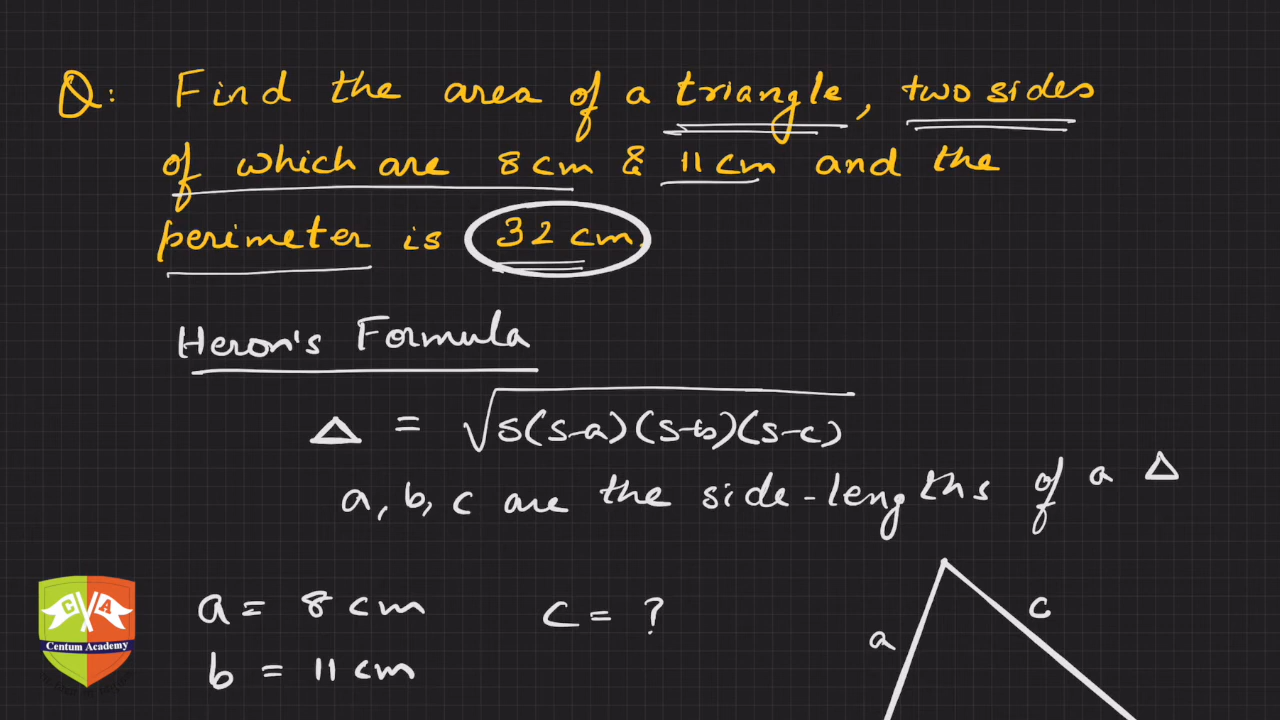 Q: Find the area of a triangle, two sides
of which are 8 cm & 11 cm and the
perimeter is 32 cm.
Heron's Formula
Δ = √s(s-a)(s-b)(s-c)
a, b, c are the side-lengths of a Δ
a = 8 cm
c = ?
b = 11 cm
a
c
C A
Centum Academy